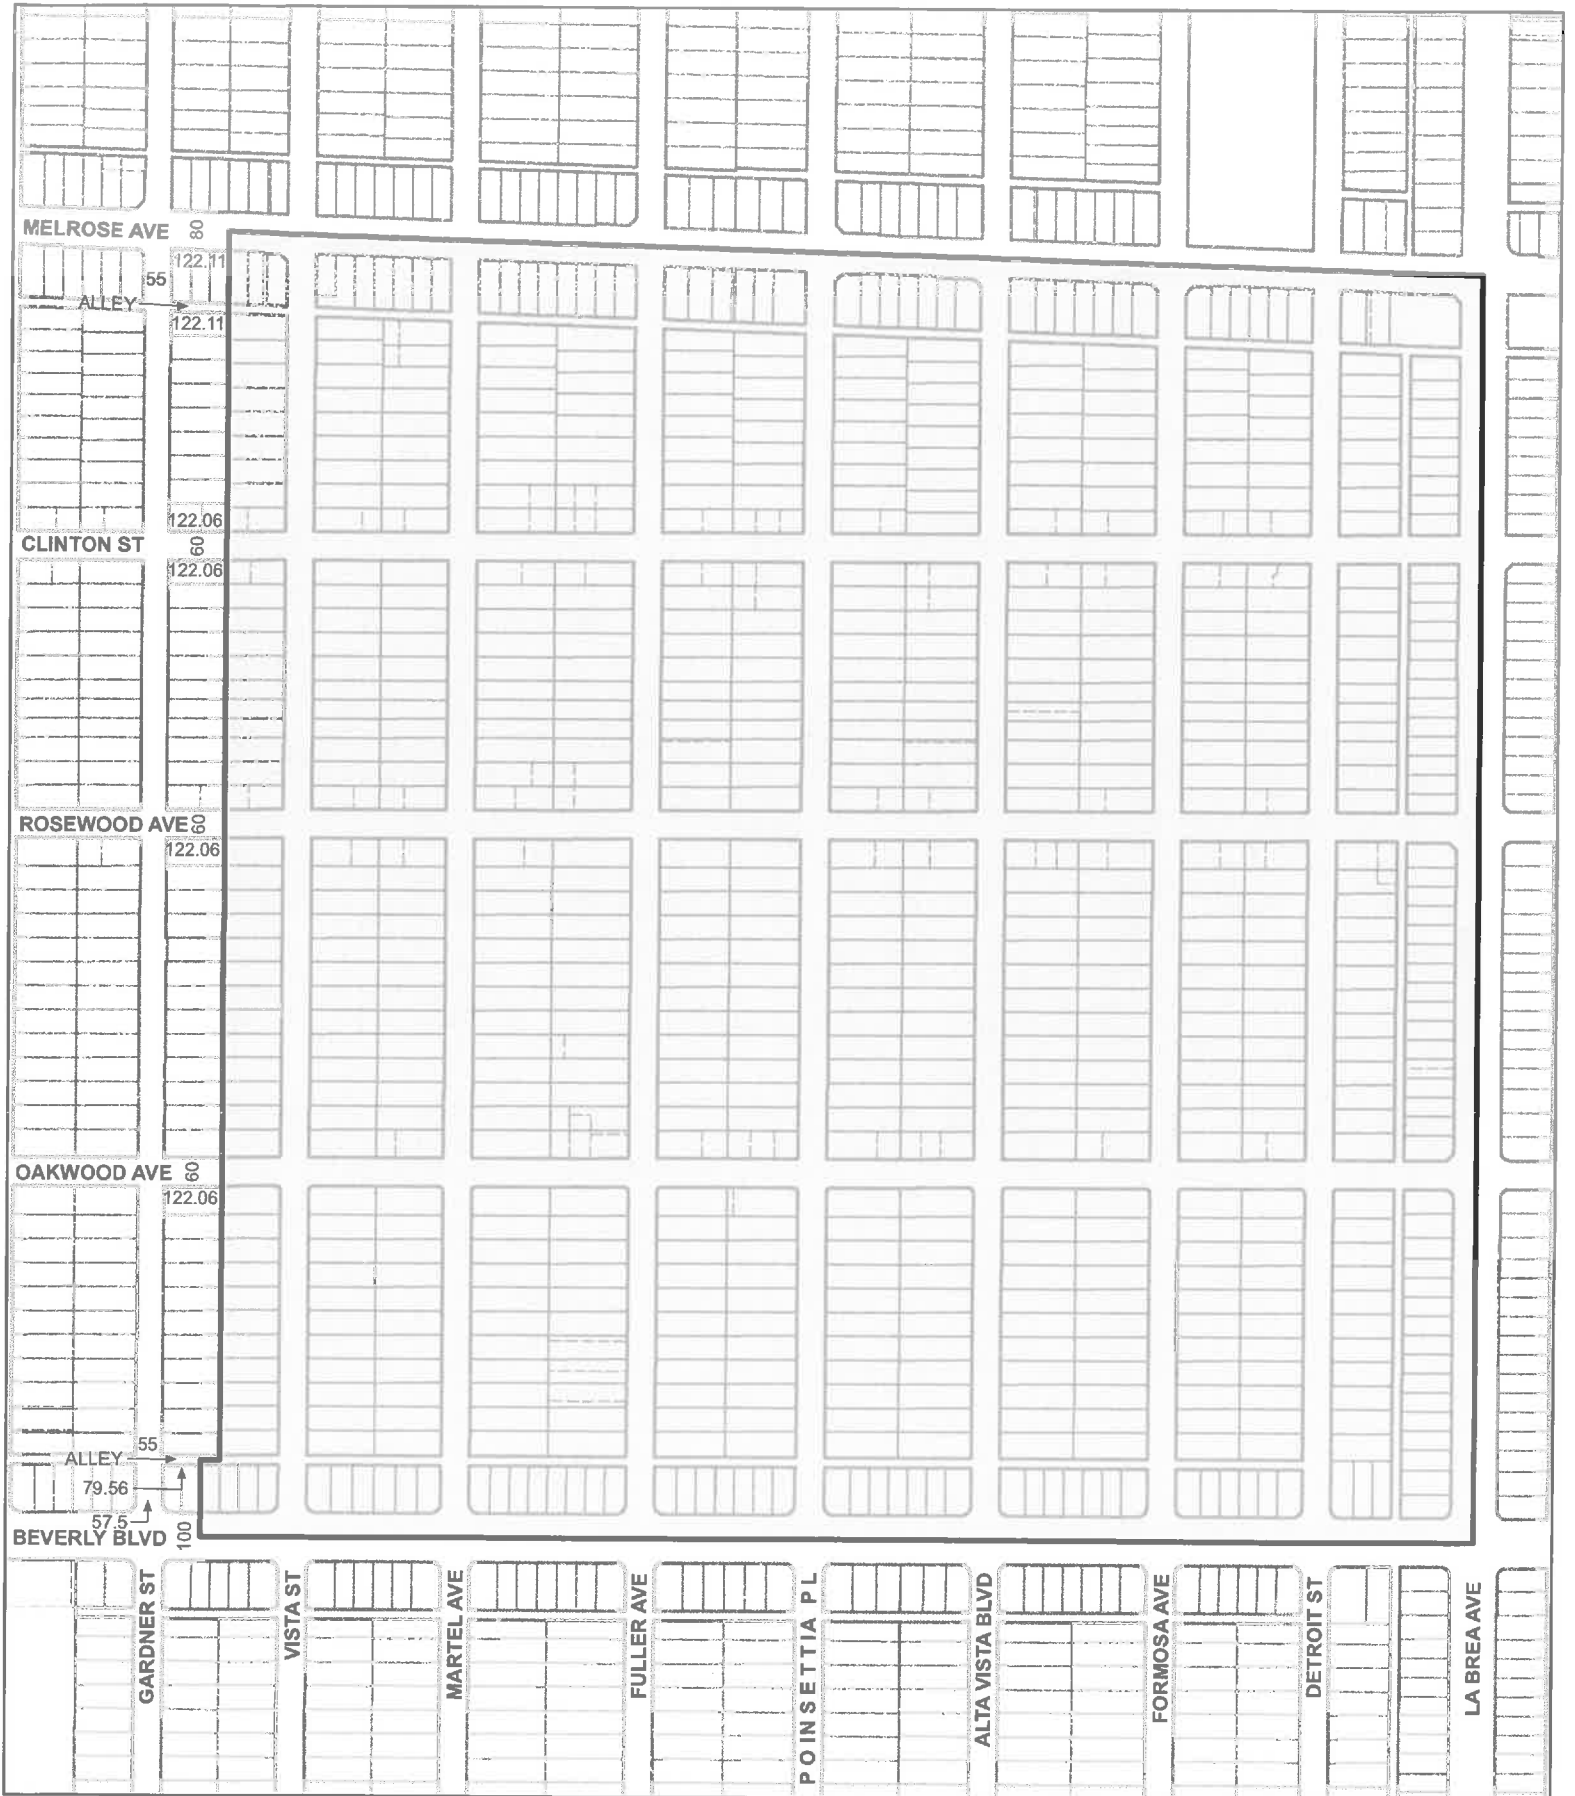 MELROSE AVE
80
122.11
55
ALLEY
122.11
122.06
CLINTON ST
60
122.06
ROSEWOOD AVE
60
122.06
OAKWOOD AVE
60
122.06
55
ALLEY
79.56
57.5
BEVERLY BLVD
100
GARDNER ST
VISTA ST
MARTEL AVE
FULLER AVE
POINSETTIA PL
ALTA VISTA BLVD
FORMOSA AVE
DETROIT ST
LA BREA AVE